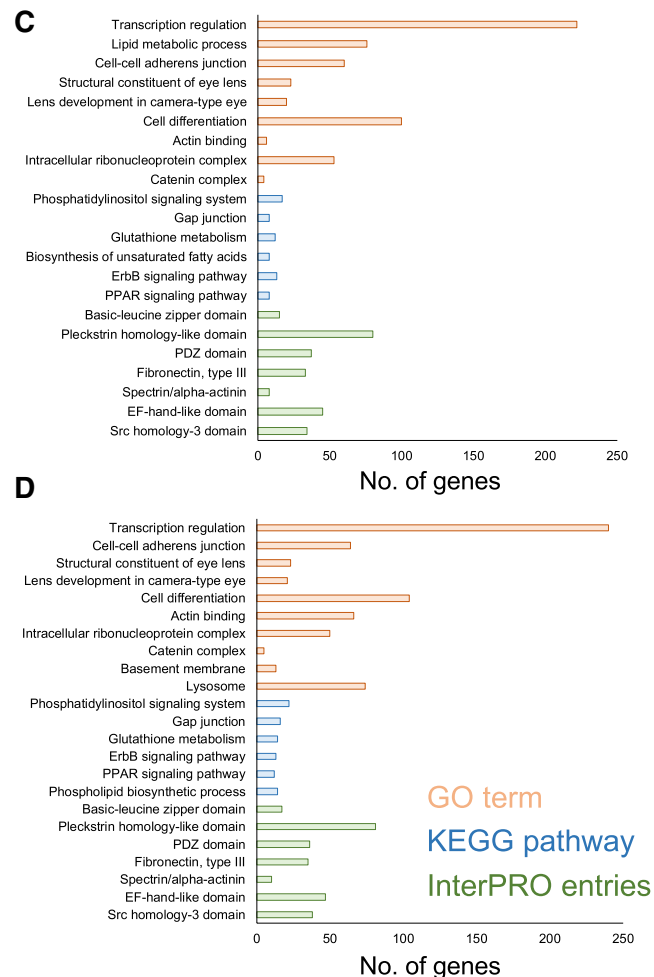 C
Transcription regulation
Lipid metabolic process
Cell-cell adherens junction
Structural constituent of eye lens
Lens development in camera-type eye
Cell differentiation
Actin binding
Intracellular ribonucleoprotein complex
Catenin complex
Phosphatidylinositol signaling system
Gap junction
Glutathione metabolism
Biosynthesis of unsaturated fatty acids
ErbB signaling pathway
PPAR signaling pathway
Basic-leucine zipper domain
Pleckstrin homology-like domain
PDZ domain
Fibronectin, type III
Spectrin/alpha-actinin
EF-hand-like domain
Src homology-3 domain
0 50 100 150 200 250
No. of genes
D
Transcription regulation
Cell-cell adherens junction
Structural constituent of eye lens
Lens development in camera-type eye
Cell differentiation
Actin binding
Intracellular ribonucleoprotein complex
Catenin complex
Basement membrane
Lysosome
Phosphatidylinositol signaling system
Gap junction
Glutathione metabolism
ErbB signaling pathway
PPAR signaling pathway
Phospholipid biosynthetic process
Basic-leucine zipper domain
Pleckstrin homology-like domain
PDZ domain
Fibronectin, type III
Spectrin/alpha-actinin
EF-hand-like domain
Src homology-3 domain
GO term
KEGG pathway
InterPRO entries
0 50 100 150 200 250
No. of genes